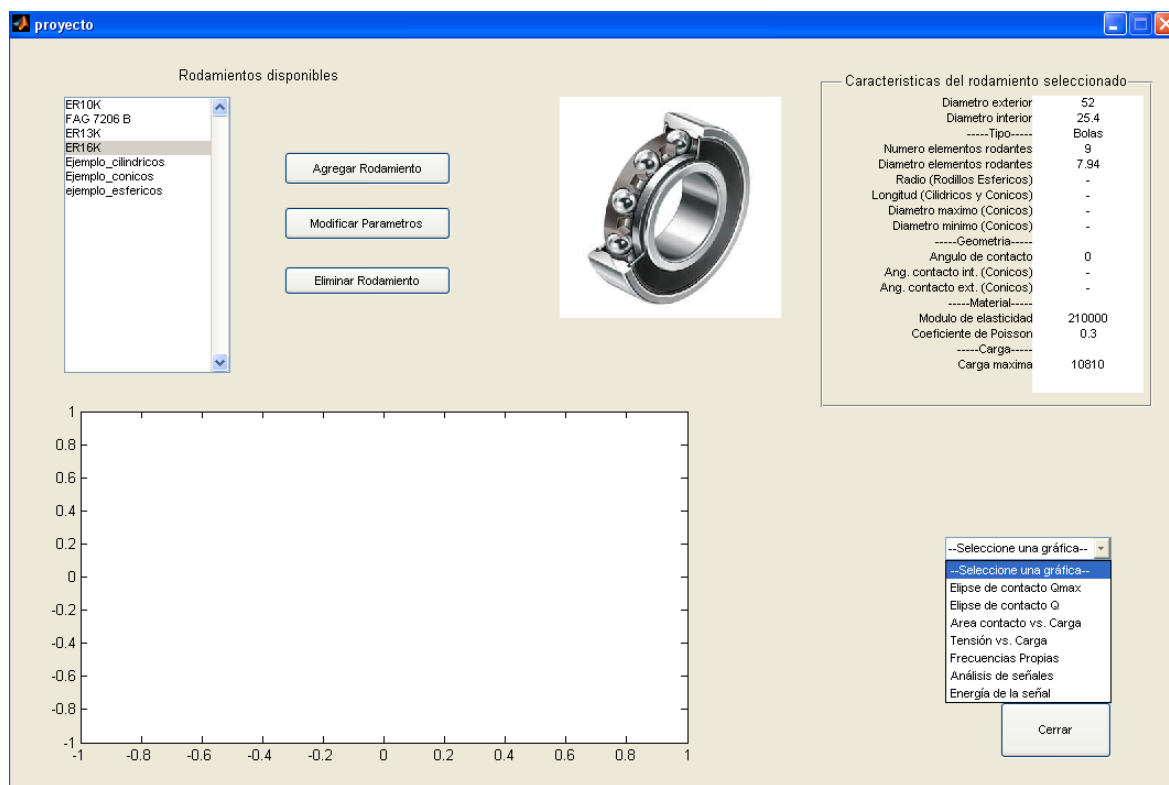 proyecto
Rodamientos disponibles
ER10K
FAG 7206 B
ER13K
ER16K
Ejemplo_cilindricos
Ejemplo_conicos
ejemplo_esfericos
Agregar Rodamiento
Modificar Parametros
Eliminar Rodamiento
Caracteristicas del rodamiento seleccionado
Diametro exterior 52
Diametro interior 25.4
-----Tipo----- Bolas
Numero elementos rodantes 9
Diametro elementos rodantes 7.94
Radio (Rodillos Esfericos) -
Longitud (Cilidricos y Conicos) -
Diametro maximo (Conicos) -
Diametro minimo (Conicos) -
-----Geometria-----
Angulo de contacto 0
Ang. contacto int. (Conicos) -
Ang. contacto ext. (Conicos) -
-----Material-----
Modulo de elasticidad 210000
Coeficiente de Poisson 0.3
-----Carga-----
Carga maxima 10810
1
0.8
0.6
0.4
0.2
0
-0.2
-0.4
-0.6
-0.8
-1
-1 -0.8 -0.6 -0.4 -0.2 0 0.2 0.4 0.6 0.8 1
--Seleccione una gráfica--
--Seleccione una gráfica--
Elipse de contacto Qmax
Elipse de contacto Q
Area contacto vs. Carga
Tensión vs. Carga
Frecuencias Propias
Análisis de señales
Energía de la señal
Cerrar